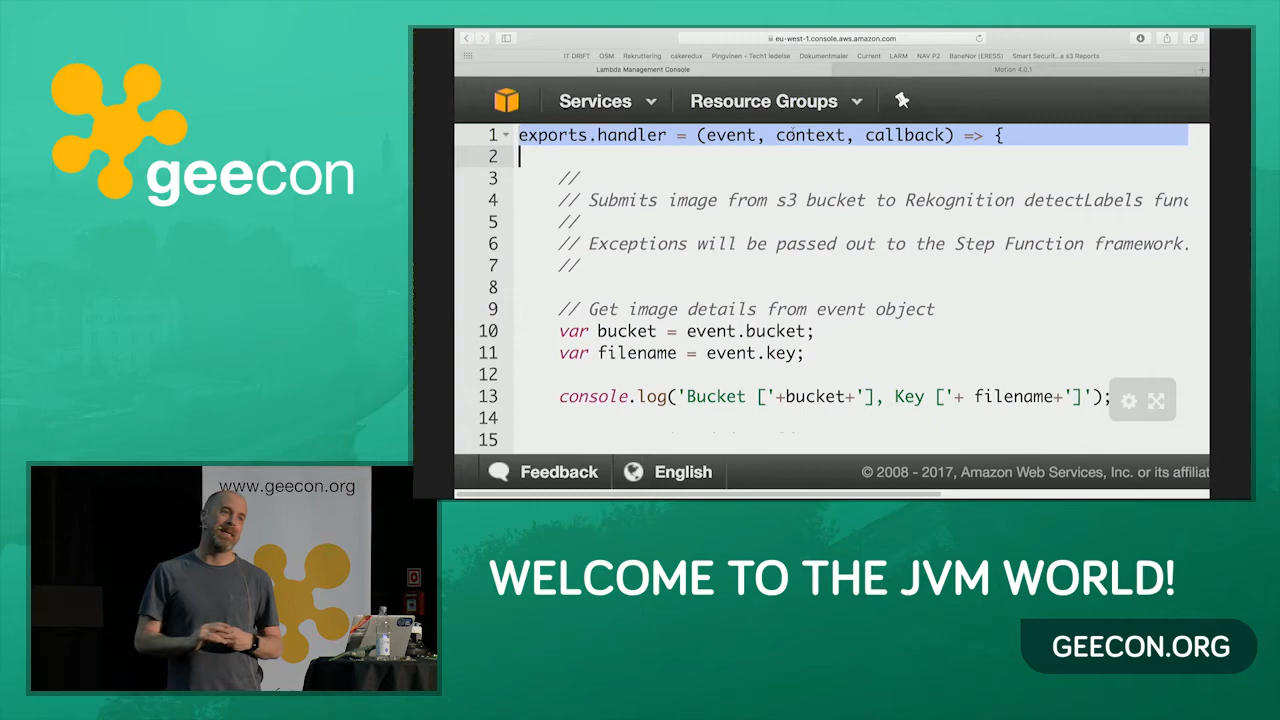 geecon
eu-west-1.console.aws.amazon.com
IT DRIFT OSM Rekruttering cakeredux Pingvinen - Tech1 ledelse Dokumentmaler Current LARM NAV P2 BaneNor (ERESS) Smart Securit...a s3 Reports
Lambda Management Console Motion 4.0.1
Services Resource Groups
1 exports.handler = (event, context, callback) => {
2
3 //
4 // Submits image from s3 bucket to Rekognition detectLabels func
5 //
6 // Exceptions will be passed out to the Step Function framework.
7 //
8
9 // Get image details from event object
10 var bucket = event.bucket;
11 var filename = event.key;
12
13 console.log('Bucket ['+bucket+'], Key ['+ filename+']');
14
15
Feedback English © 2008 - 2017, Amazon Web Services, Inc. or its affiliat
www.geecon.org
WELCOME TO THE JVM WORLD!
GEECON.ORG